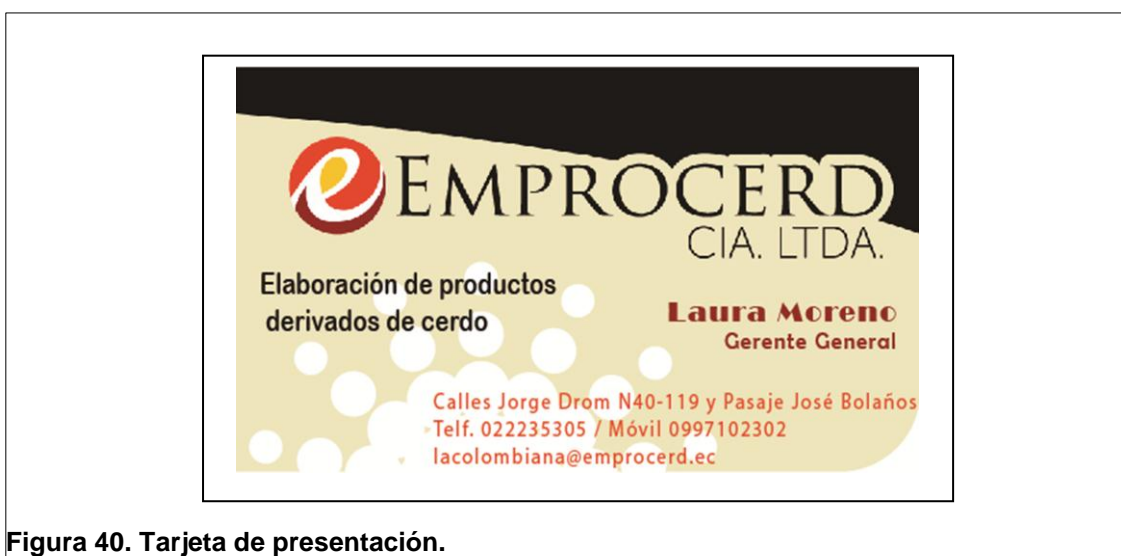 EMPROCERD
CIA. LTDA.
Elaboración de productos
derivados de cerdo
Laura Moreno
Gerente General
Calles Jorge Drom N40-119 y Pasaje José Bolaños
Telf. 022235305 / Móvil 0997102302
lacolombiana@emprocerd.ec
Figura 40. Tarjeta de presentación.